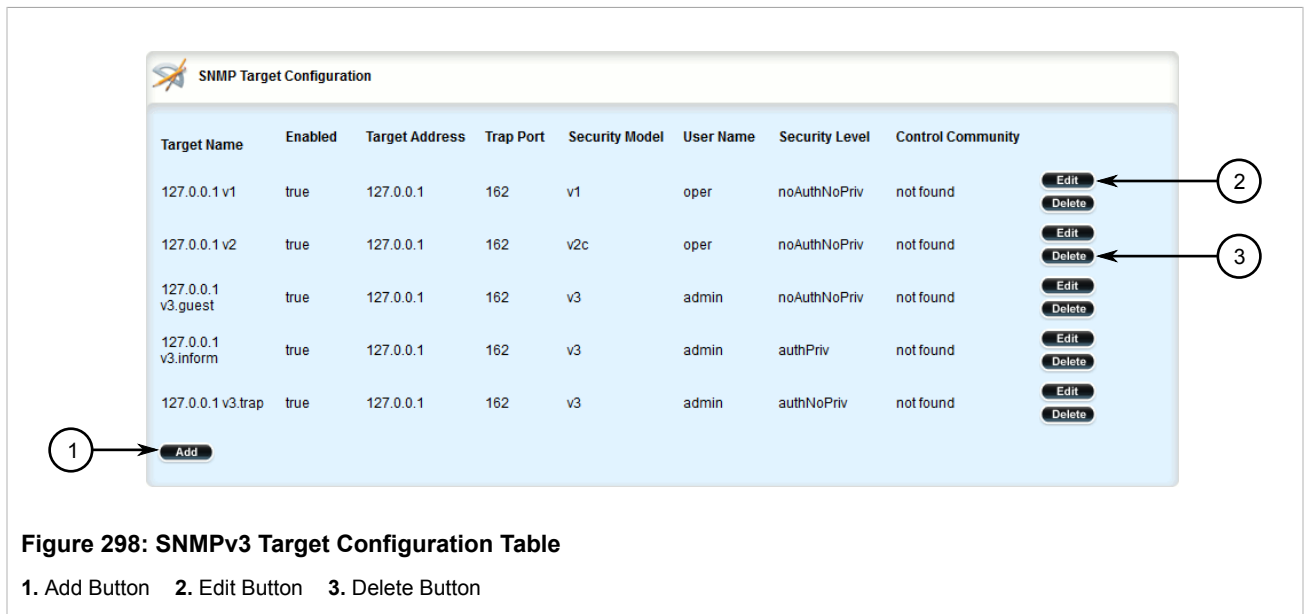 SNMP Target Configuration
Target Name Enabled Target Address Trap Port Security Model User Name Security Level Control Community
127.0.0.1 v1 true 127.0.0.1 162 v1 oper noAuthNoPriv not found
Edit
Delete
2
127.0.0.1 v2 true 127.0.0.1 162 v2c oper noAuthNoPriv not found
Edit
Delete
3
127.0.0.1
v3.guest true 127.0.0.1 162 v3 admin noAuthNoPriv not found
Edit
Delete
127.0.0.1
v3.inform true 127.0.0.1 162 v3 admin authPriv not found
Edit
Delete
127.0.0.1 v3.trap true 127.0.0.1 162 v3 admin authNoPriv not found
Edit
Delete
1
Add
Figure 298: SNMPv3 Target Configuration Table
1. Add Button 2. Edit Button 3. Delete Button